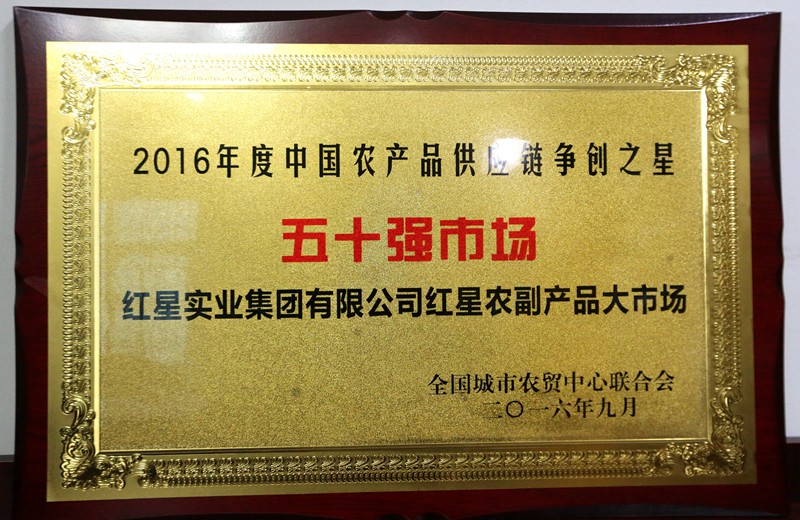 2016年度中国农产品供应链争创之星
五十强市场
红星实业集团有限公司红星农副产品大市场
全国城市农贸中心联合会
二〇一六年九月